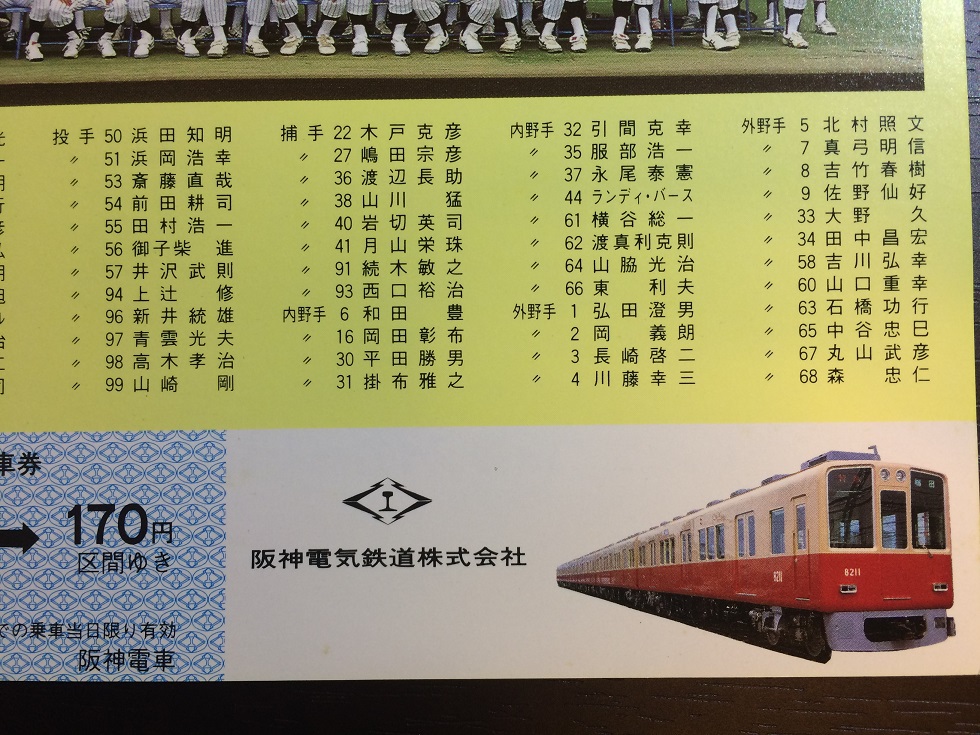 投手 50 浜田知明
〃 51 浜岡浩幸
〃 53 斎藤直哉
〃 54 前田耕司
〃 55 田村浩一
〃 56 御子柴 進
〃 57 井沢武則
〃 94 上辻 修
〃 96 新井統雄
〃 97 青雲光夫
〃 98 高木孝治
〃 99 山崎 剛
捕手 22 木戸克彦
〃 27 嶋田宗彦
〃 36 渡辺長助
〃 38 山川 猛
〃 40 岩切英司
〃 41 月山栄珠
〃 91 続木敏之
〃 93 西口裕治
内野手 6 和田 豊
〃 16 岡田彰布
〃 30 平田勝男
〃 31 掛布雅之
内野手 32 引間克幸
〃 35 服部浩一
〃 37 永尾泰憲
〃 44 ランディ・バース
〃 61 横谷総一
〃 62 渡真利克則
〃 64 山脇光治
〃 66 東 利夫
外野手 1 弘田澄男
〃 2 岡 義朗
〃 3 長崎啓二
〃 4 川藤幸三
外野手 5 北村照文
〃 7 真弓明信
〃 8 吉竹春樹
〃 9 佐野仙好
〃 33 大野 久
〃 34 田中昌宏
〃 58 吉川弘幸
〃 60 山口重幸
〃 63 石橋功行
〃 65 中谷忠巳
〃 67 丸山武彦
〃 68 森 忠仁
車券
➡ 170円
区間ゆき
での乗車当日限り有効
阪神電車
阪神電気鉄道株式会社
8211
8211